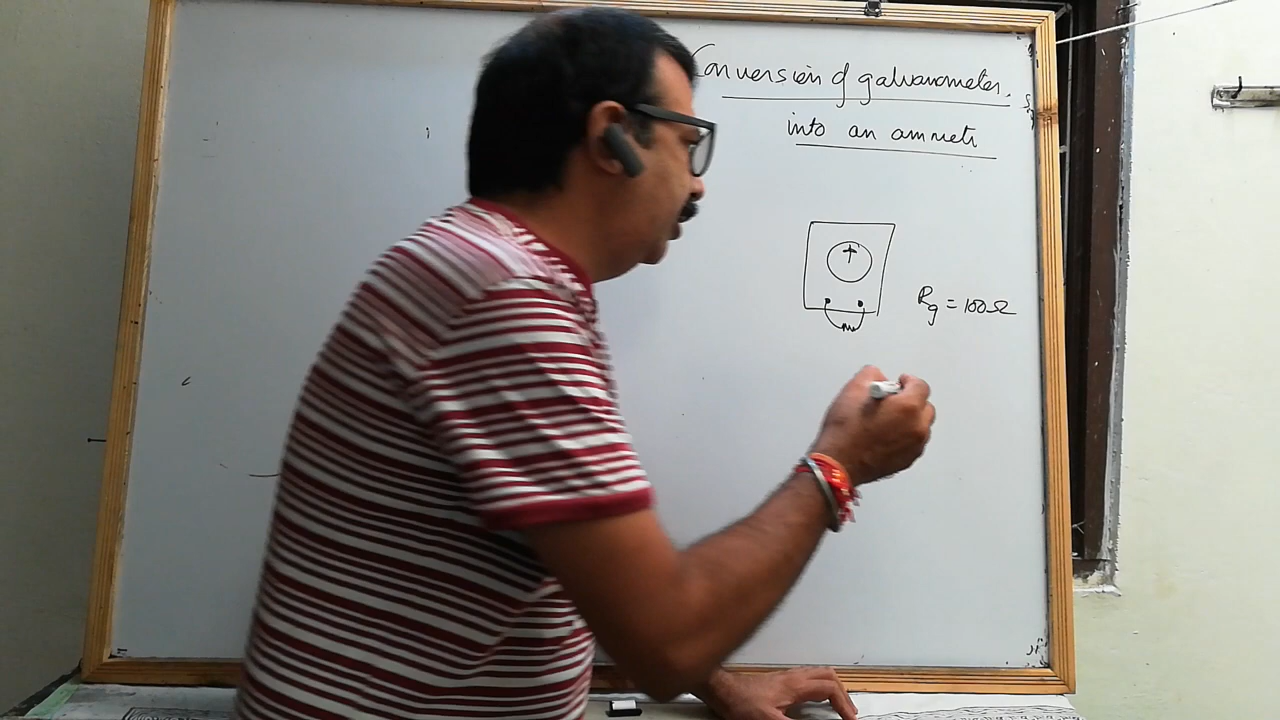 Conversion of galvanometer.
into an ammeter
Rg = 100Ω